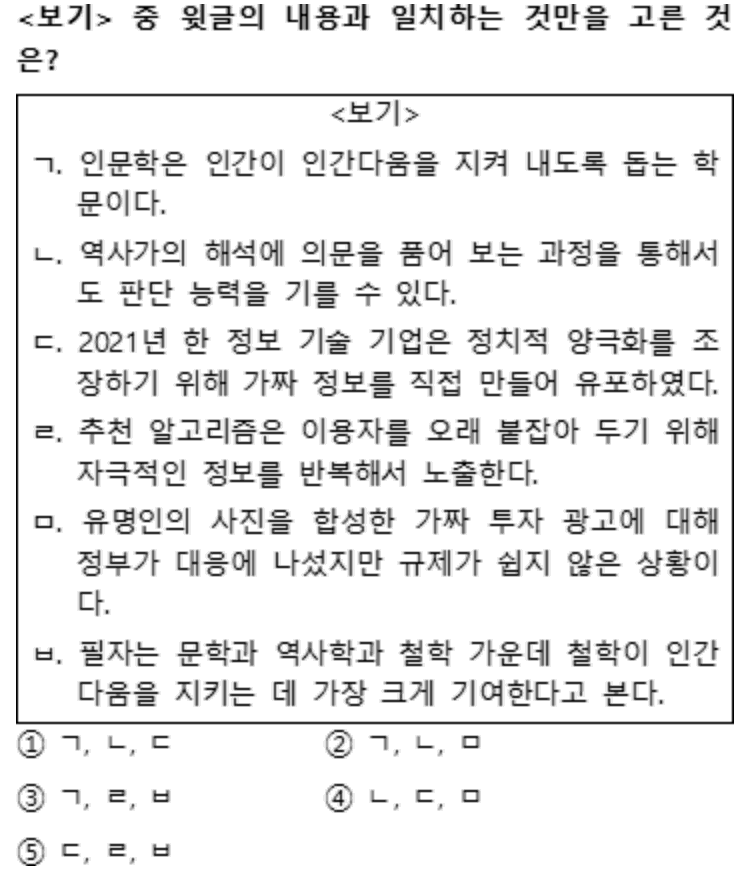 <보기> 중 윗글의 내용과 일치하는 것만을 고른 것
은?
<보기>
ㄱ. 인문학은 인간이 인간다움을 지켜 내도록 돕는 학
문이다.
ㄴ. 역사가의 해석에 의문을 품어 보는 과정을 통해서
도 판단 능력을 기를 수 있다.
ㄷ. 2021년 한 정보 기술 기업은 정치적 양극화를 조
장하기 위해 가짜 정보를 직접 만들어 유포하였다.
ㄹ. 추천 알고리즘은 이용자를 오래 붙잡아 두기 위해
자극적인 정보를 반복해서 노출한다.
ㅁ. 유명인의 사진을 합성한 가짜 투자 광고에 대해
정부가 대응에 나섰지만 규제가 쉽지 않은 상황이
다.
ㅂ. 필자는 문학과 역사학과 철학 가운데 철학이 인간
다움을 지키는 데 가장 크게 기여한다고 본다.
① ㄱ, ㄴ, ㄷ ② ㄱ, ㄴ, ㅁ
③ ㄱ, ㄹ, ㅂ ④ ㄴ, ㄷ, ㅁ
⑤ ㄷ, ㄹ, ㅂ